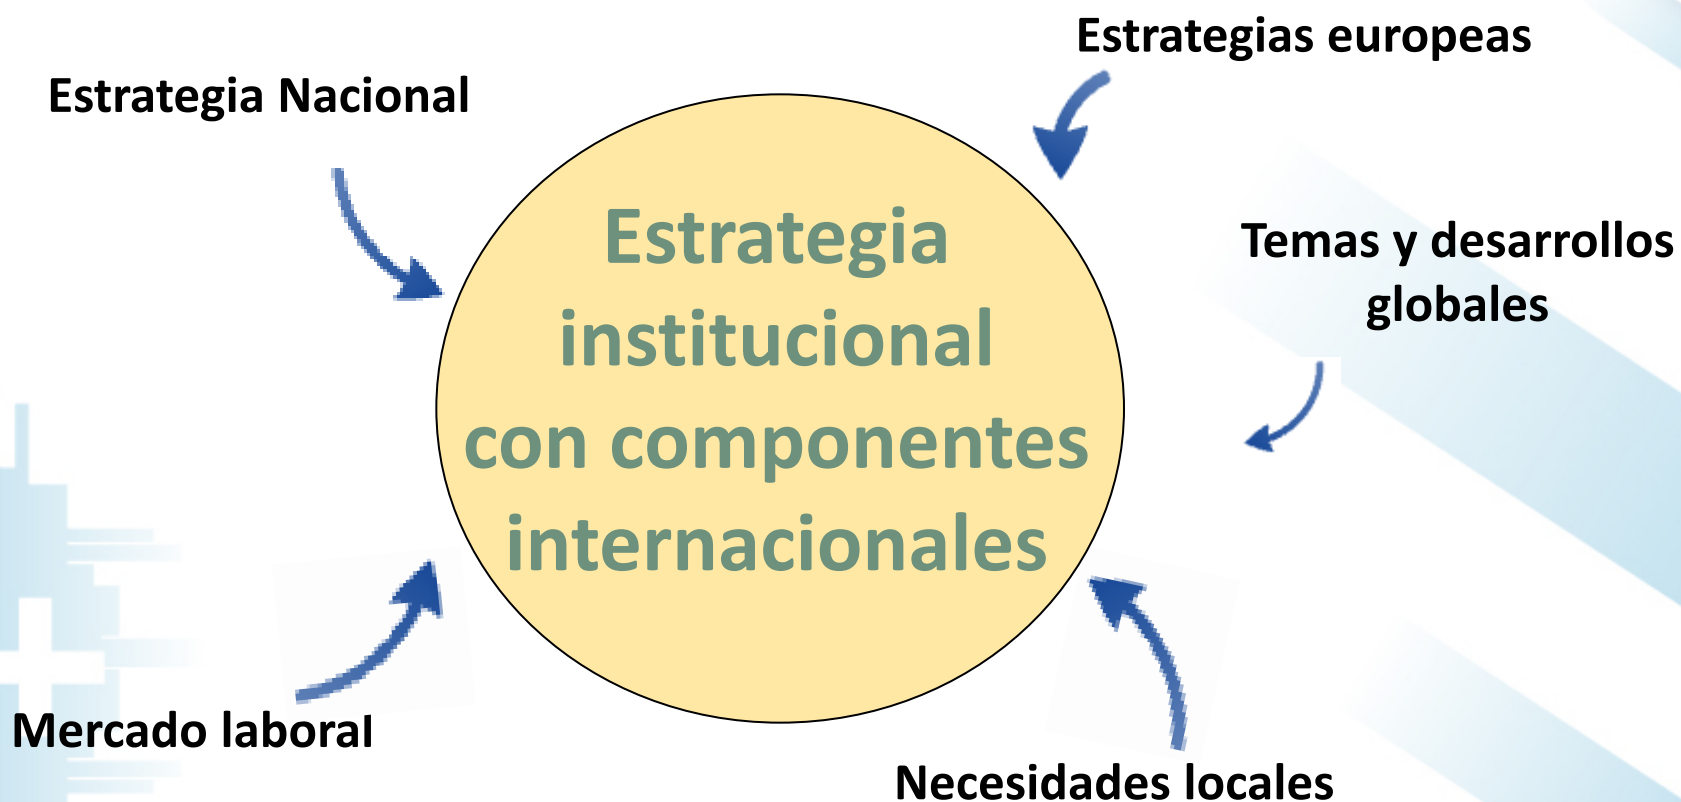 Estrategias europeas
Estrategia Nacional
Estrategia
institucional
con componentes
internacionales
Temas y desarrollos
globales
Mercado laboral
Necesidades locales